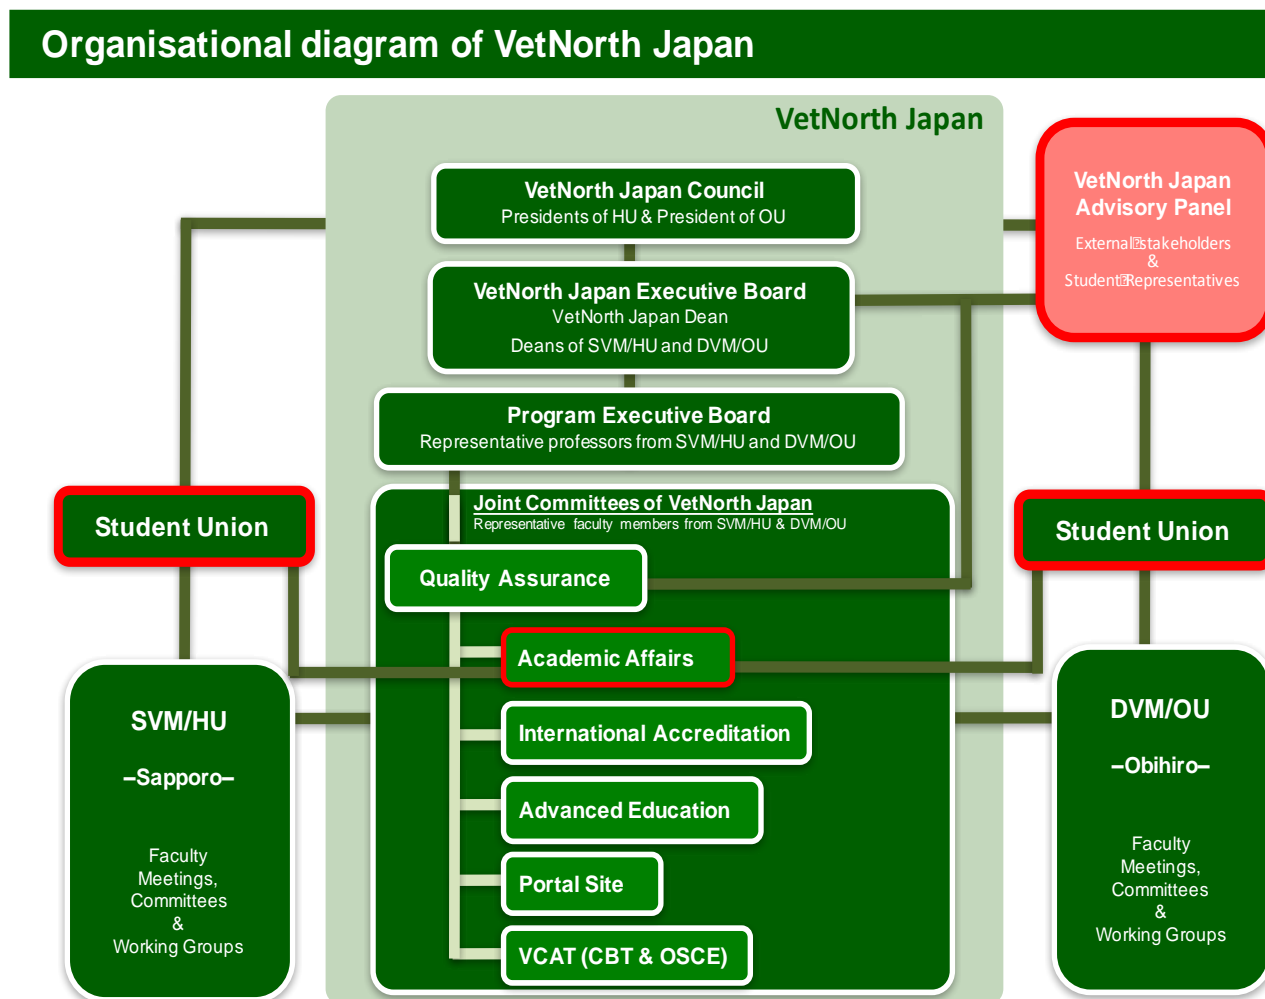 Organisational diagram of VetNorth Japan
VetNorth Japan
VetNorth Japan Council
Presidents of HU & President of OU
VetNorth Japan Executive Board
VetNorth Japan Dean
Deans of SVM/HU and DVM/OU
Program Executive Board
Representative professors from SVM/HU and DVM/OU
VetNorth Japan
Advisory Panel
External stakeholders
&
Student Representatives
Student Union
Student Union
Joint Committees of VetNorth Japan
Representative faculty members from SVM/HU & DVM/OU
Quality Assurance
Academic Affairs
International Accreditation
Advanced Education
Portal Site
VCAT (CBT & OSCE)
SVM/HU
–Sapporo–
Faculty
Meetings,
Committees
&
Working Groups
DVM/OU
–Obihiro–
Faculty
Meetings,
Committees
&
Working Groups